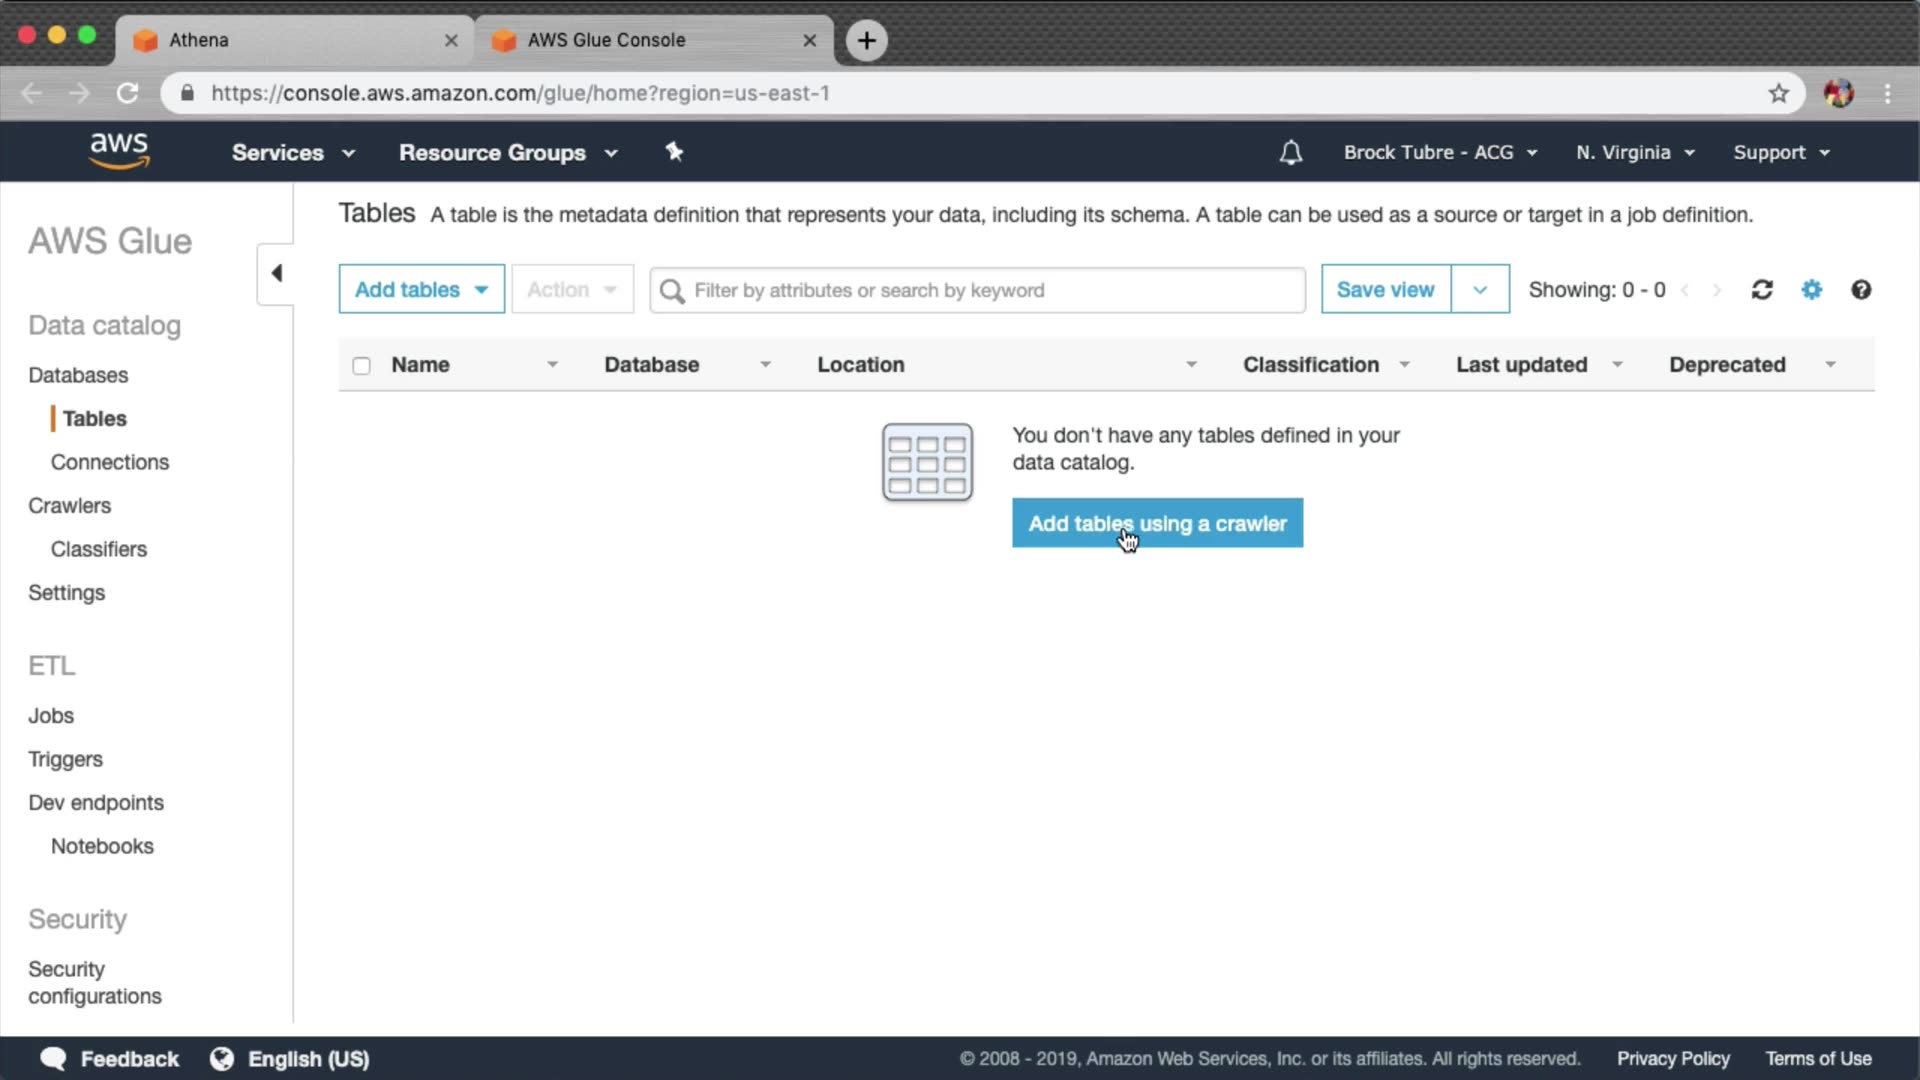 Athena
AWS Glue Console
https://console.aws.amazon.com/glue/home?region=us-east-1
aws
Services
Resource Groups
Brock Tubre - ACG
N. Virginia
Support
AWS Glue
Data catalog
Databases
Tables
Connections
Crawlers
Classifiers
Settings
ETL
Jobs
Triggers
Dev endpoints
Notebooks
Security
Security
configurations
Tables A table is the metadata definition that represents your data, including its schema. A table can be used as a source or target in a job definition.
Add tables
Action
Filter by attributes or search by keyword
Save view
Showing: 0 - 0
Name
Database
Location
Classification
Last updated
Deprecated
You don't have any tables defined in your
data catalog.
Add tables using a crawler
Feedback
English (US)
© 2008 - 2019, Amazon Web Services, Inc. or its affiliates. All rights reserved.
Privacy Policy
Terms of Use